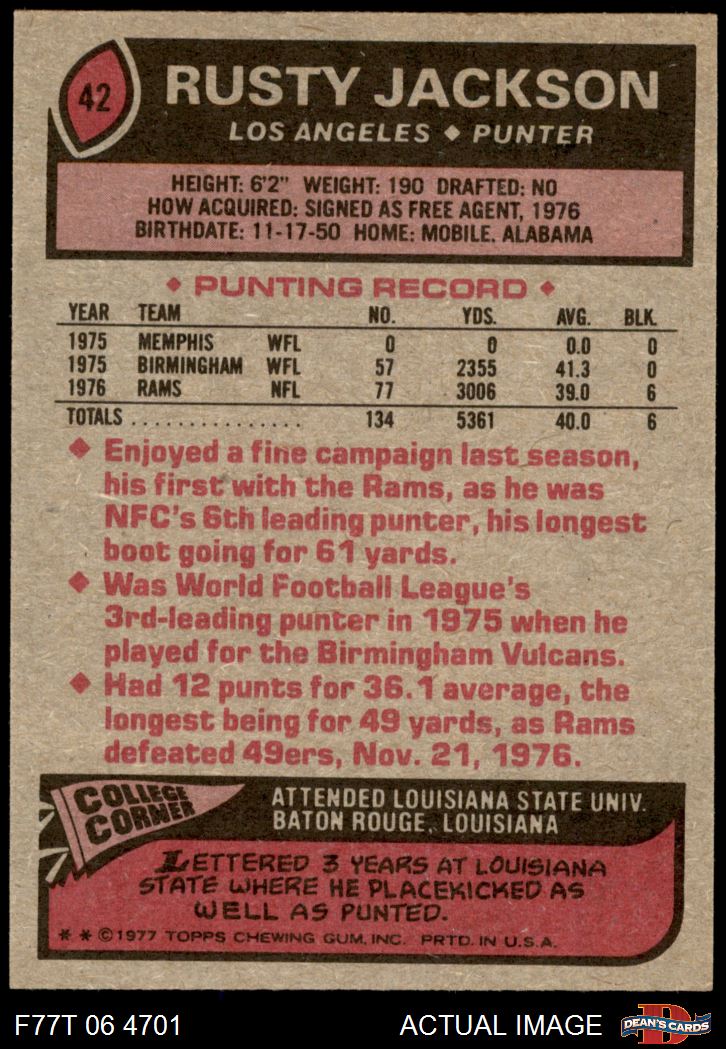 42
RUSTY JACKSON
LOS ANGELES ◆ PUNTER
HEIGHT: 6'2" WEIGHT: 190 DRAFTED: NO
HOW ACQUIRED: SIGNED AS FREE AGENT, 1976
BIRTHDATE: 11-17-50 HOME: MOBILE, ALABAMA
◆ PUNTING RECORD ◆
YEAR TEAM NO. YDS. AVG. BLK.
1975 MEMPHIS WFL 0 0 0.0 0
1975 BIRMINGHAM WFL 57 2355 41.3 0
1976 RAMS NFL 77 3006 39.0 6
TOTALS............... 134 5361 40.0 6
◆ Enjoyed a fine campaign last season,
his first with the Rams, as he was
NFC's 6th leading punter, his longest
boot going for 61 yards.
◆ Was World Football League's
3rd-leading punter in 1975 when he
played for the Birmingham Vulcans.
◆ Had 12 punts for 36.1 average, the
longest being for 49 yards, as Rams
defeated 49ers, Nov. 21, 1976.
COLLEGE
CORNER
ATTENDED LOUISIANA STATE UNIV.
BATON ROUGE, LOUISIANA
LETTERED 3 YEARS AT LOUISIANA
STATE WHERE HE PLACEKICKED AS
WELL AS PUNTED.
* * ©1977 TOPPS CHEWING GUM, INC. PRTD. IN U.S.A.
F77T 06 4701 ACTUAL IMAGE
D
DEAN'S CARDS